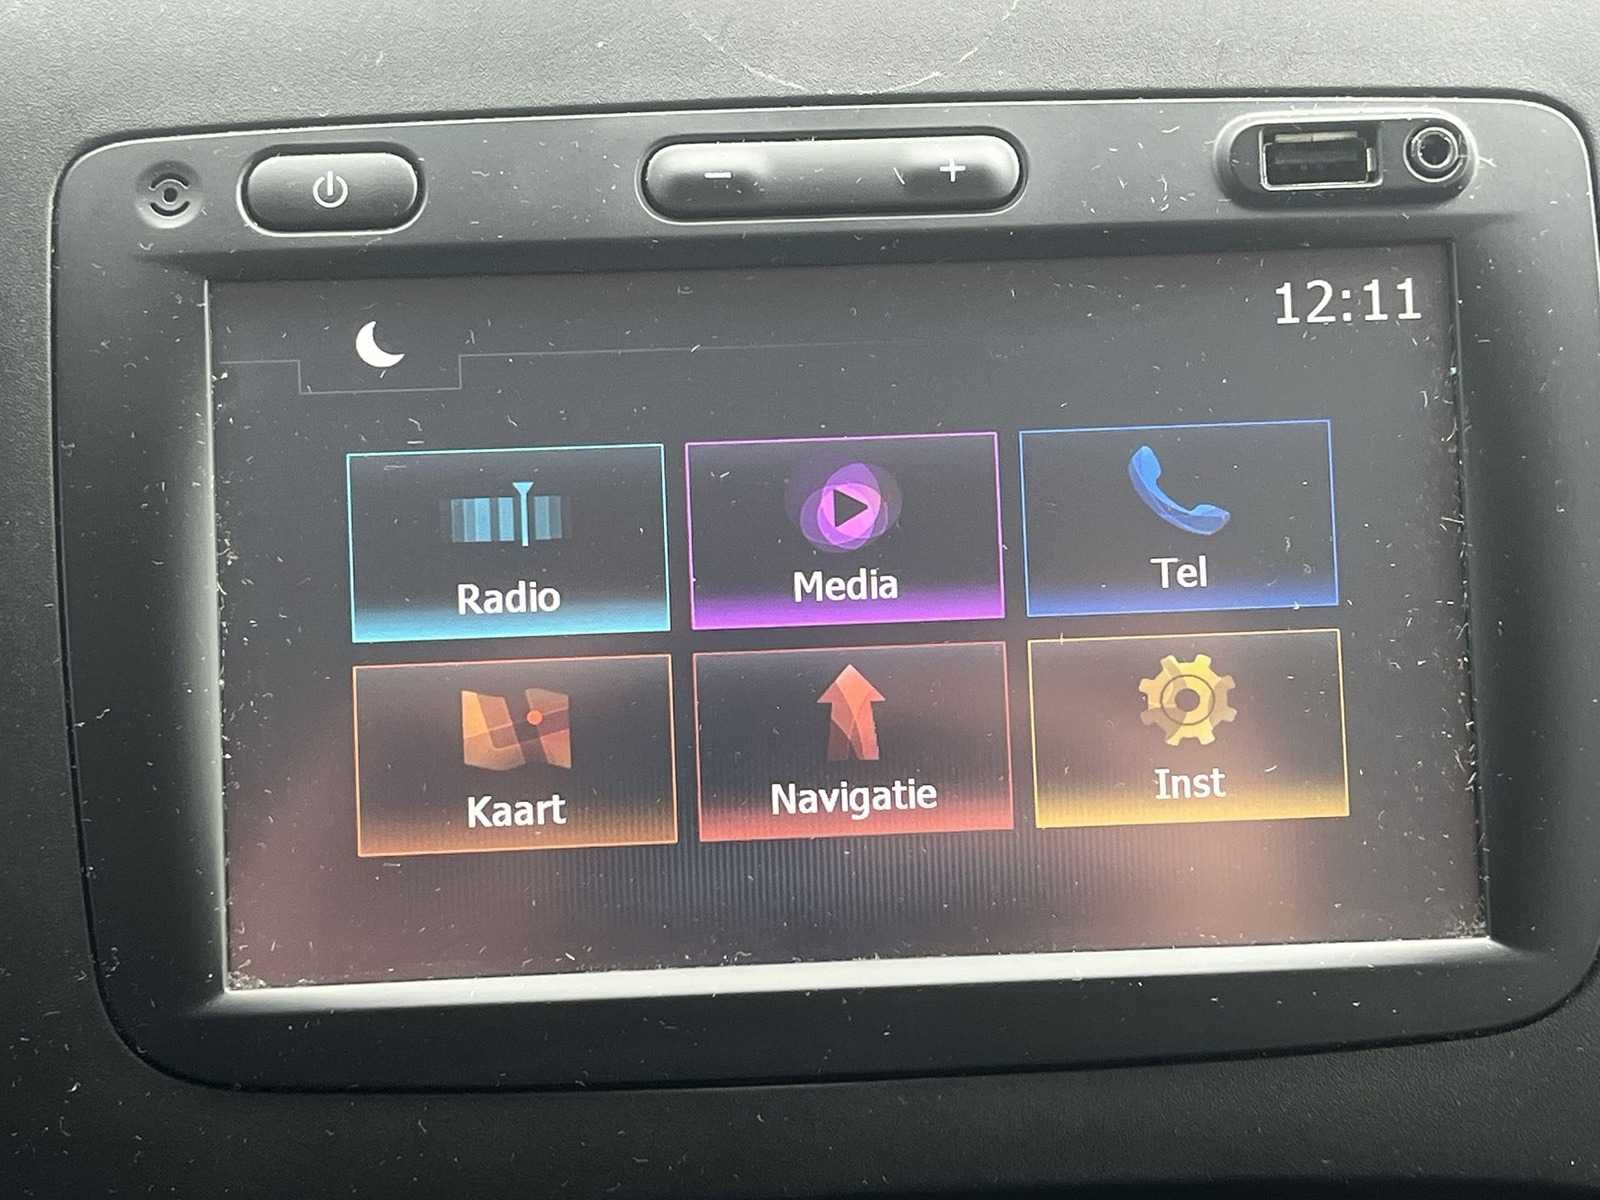 12:11
Radio
Media
Tel
Kaart
Navigatie
Inst